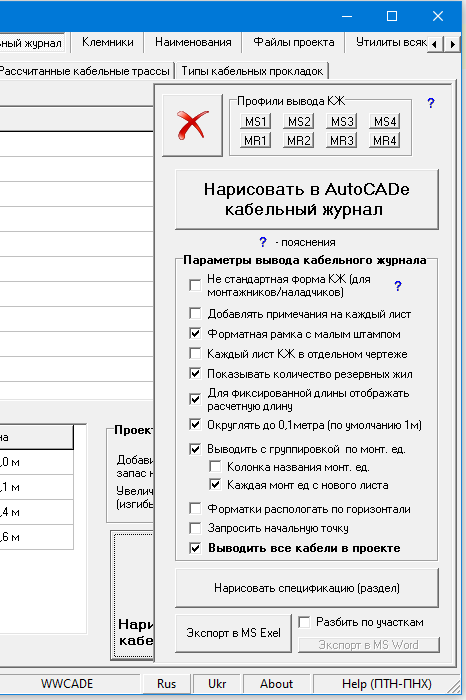 ный журнал Клемники Наименования Файлы проекта Утилиты всяк
Рассчитанные кабельные трассы Типы кабельных прокладок
Профили вывода КЖ
?
MS1 MS2 MS3 MS4
MR1 MR2 MR3 MR4
Нарисовать в AutoCADe
кабельный журнал
? - пояснения
Параметры вывода кабельного журнала
Не стандартная форма КЖ (для
монтажников/наладчиков)
?
Добавлять примечания на каждый лист
Форматная рамка с малым штампом
Каждый лист КЖ в отдельном чертеже
Показывать количество резервных жил
Для фиксированной длины отображать
расчетную длину
Округлять до 0,1метра (по умолчанию 1м)
Выводить с группировкой по монт. ед.
Колонка названия монт. ед.
Каждая монт ед с нового листа
Форматки распологать по горизонтали
Запросить начальную точку
Выводить все кабели в проекте
на
,0 м
,1 м
,4 м
,6 м
Проек
Добави
запас н
Увелич
(изгибы
Нари
кабе
Нарисовать спецификацию (раздел)
Экспорт в MS Exel
Разбить по участкам
Экспорт в MS Word
WWCADE Rus Ukr About Help (ПТН-ПНХ)